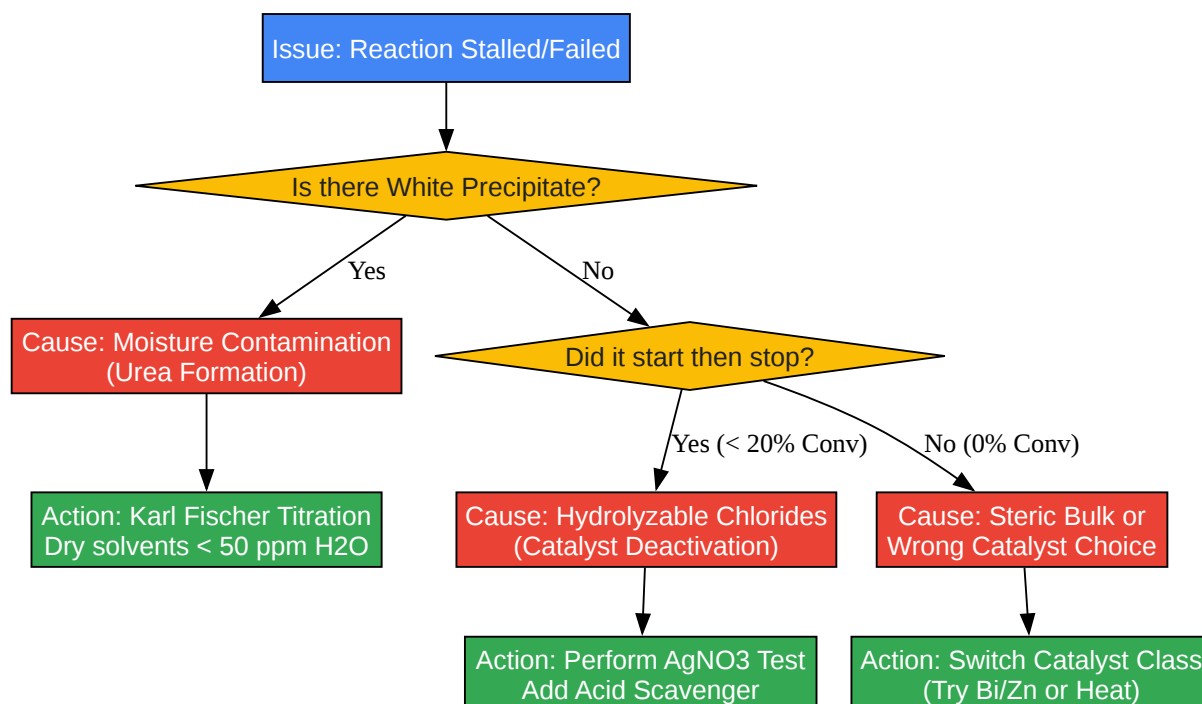 Issue: Reaction Stalled/Failed
Is there White Precipitate?
Yes
No
Cause: Moisture Contamination
(Urea Formation)
Did it start then stop?
Yes (< 20% Conv)
No (0% Conv)
Action: Karl Fischer Titration
Dry solvents < 50 ppm H2O
Cause: Hydrolyzable Chlorides
(Catalyst Deactivation)
Cause: Steric Bulk or
Wrong Catalyst Choice
Action: Perform AgNO3 Test
Add Acid Scavenger
Action: Switch Catalyst Class
(Try Bi/Zn or Heat)